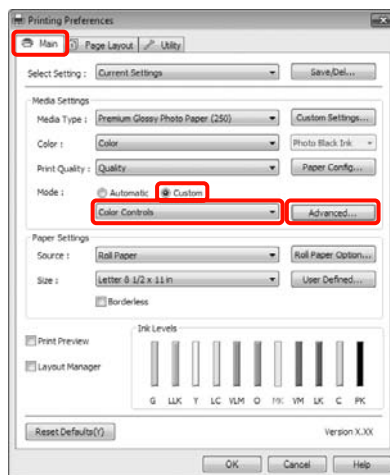 Printing Preferences
Main Page Layout Utility
Select Setting : Current Settings Save/Del...
Media Settings
Media Type : Premium Glossy Photo Paper (250) Custom Settings...
Color : Color Photo Black Ink
Print Quality : Quality Paper Config...
Mode : Automatic Custom
Color Controls Advanced...
Paper Settings
Source : Roll Paper Roll Paper Option...
Size : Letter 8 1/2 x 11 in User Defined...
Borderless
Print Preview
Layout Manager
Ink Levels
G LLK Y LC VLM O MK VM LK C PK
Reset Defaults(Y) Version X.XX
OK Cancel Help